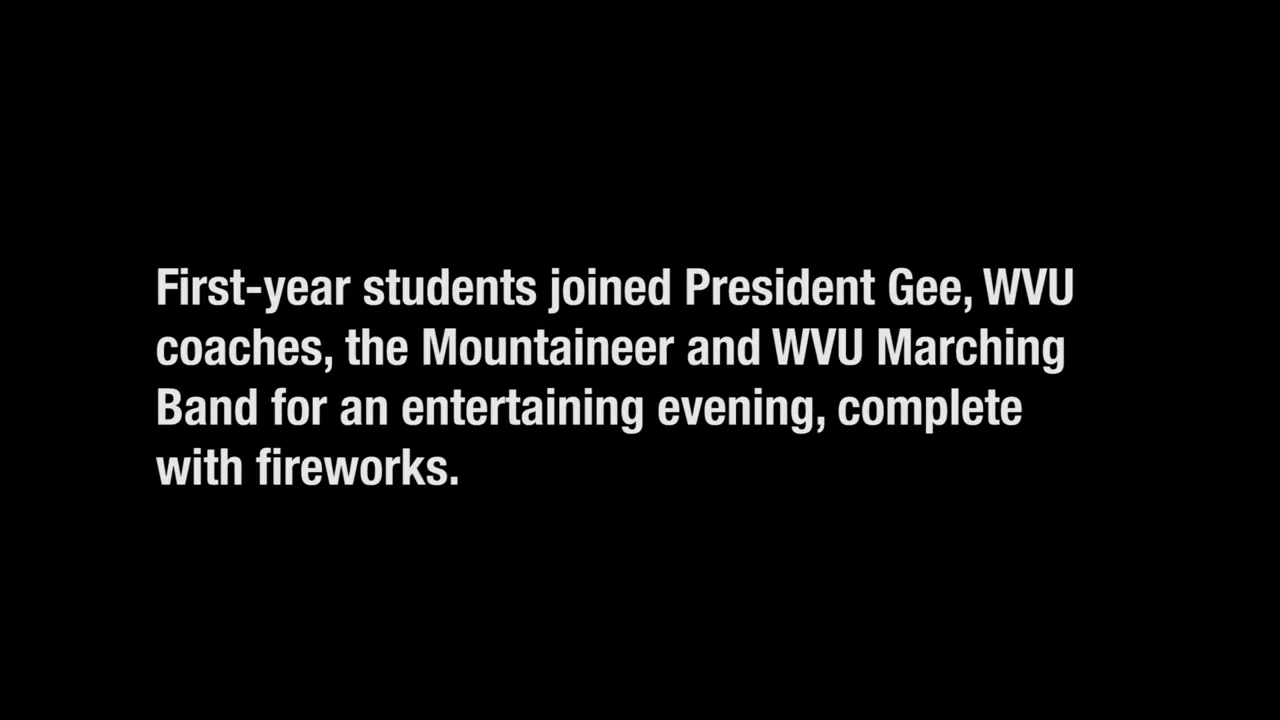 First-year students joined President Gee, WVU
coaches, the Mountaineer and WVU Marching
Band for an entertaining evening, complete
with fireworks.